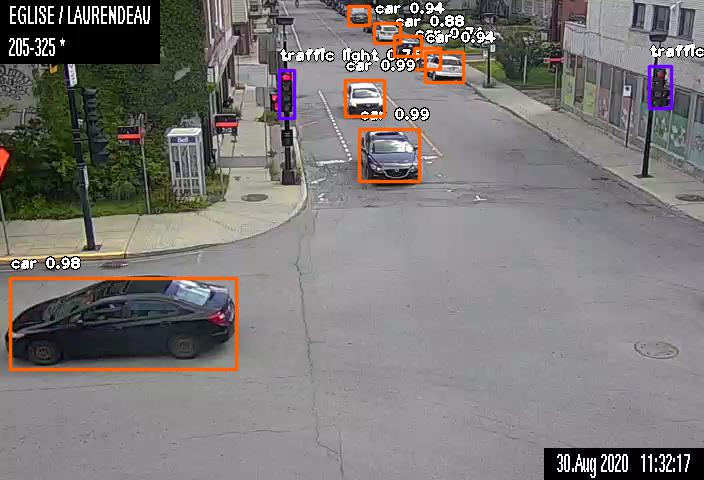 EGLISE / LAURENDEAU
205-325 *
car 0.94
car 0.88
car 0.94
traffic light
car 0.99
traffic
car 0.99
Bell
car 0.98
30.Aug 2020 11:32:17